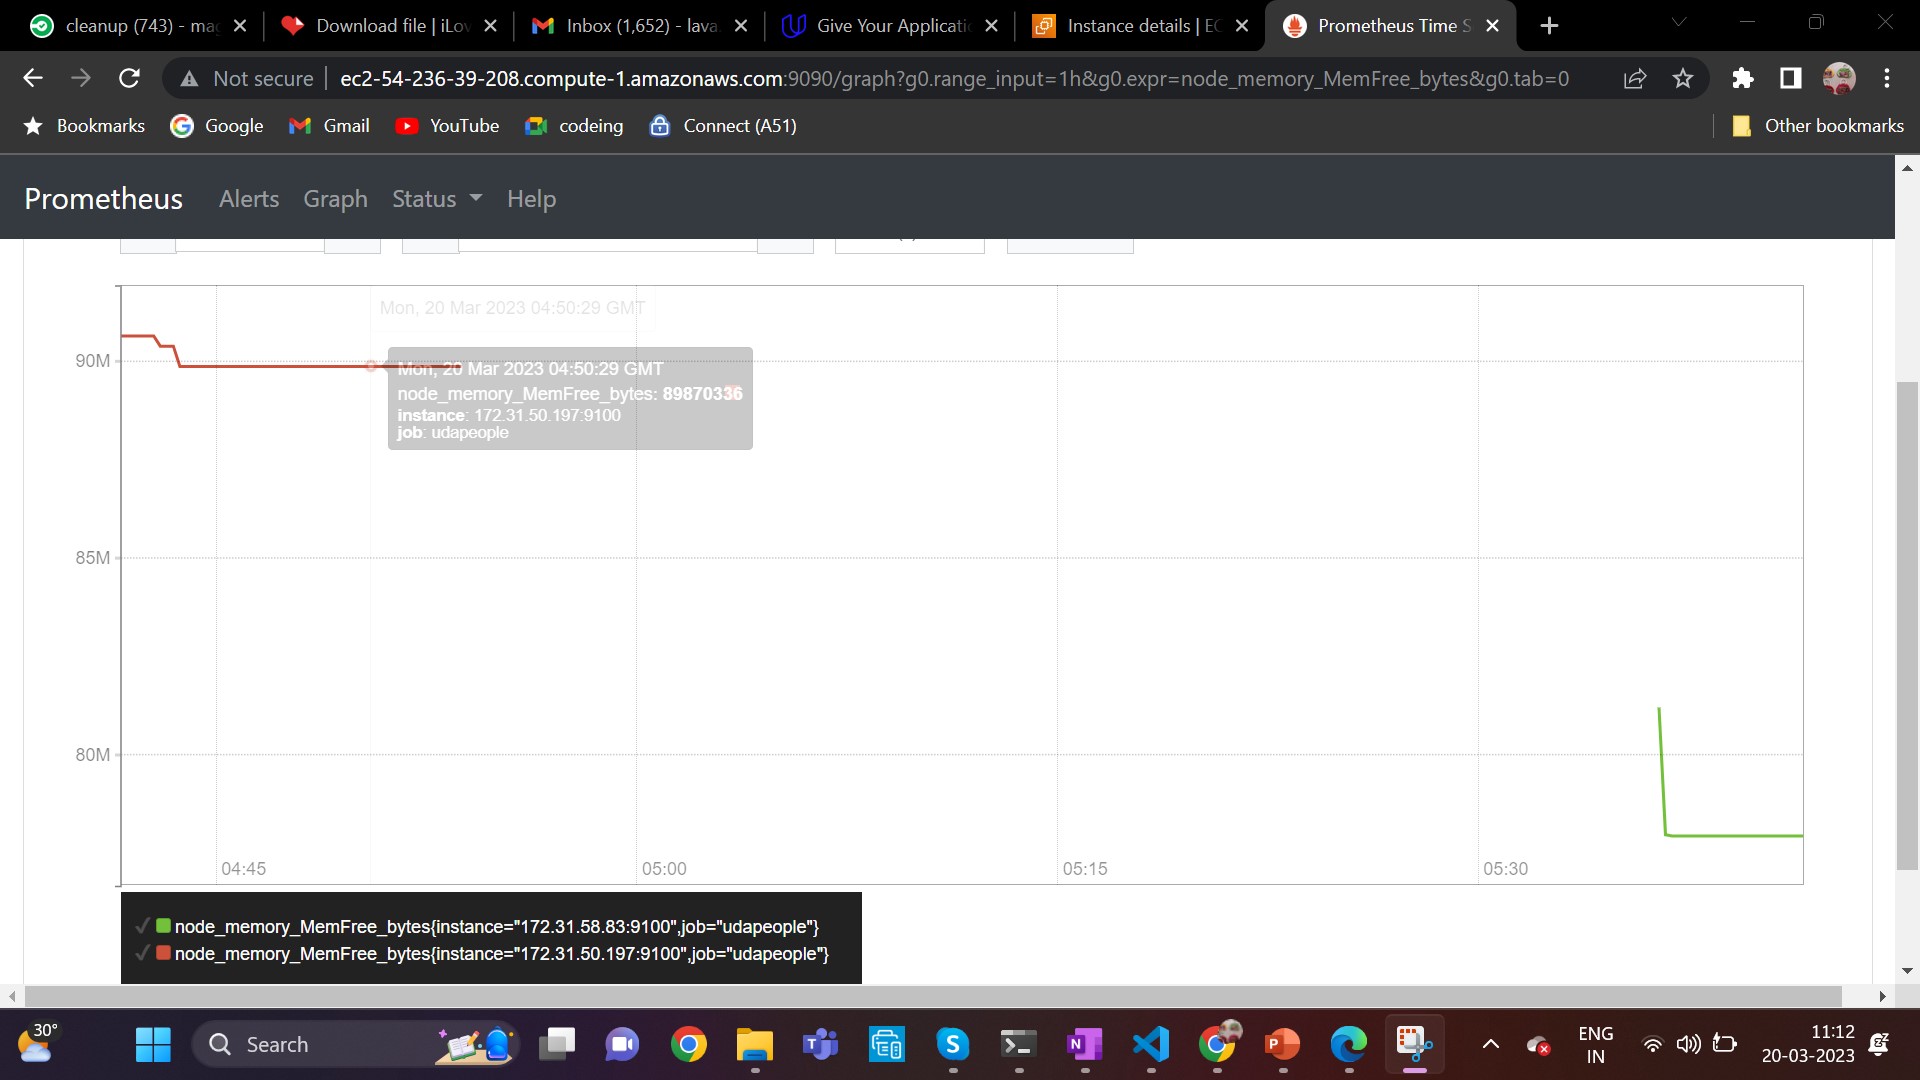 cleanup (743) - ma
Download file | iLov
Inbox (1,652) - lava
Give Your Applicatio
Instance details | EC
Prometheus Time S
Not secure
ec2-54-236-39-208.compute-1.amazonaws.com:9090/graph?g0.range_input=1h&g0.expr=node_memory_MemFree_bytes&g0.tab=0
Bookmarks
Google
Gmail
YouTube
codeing
Connect (A51)
Other bookmarks
Prometheus
Alerts
Graph
Status
Help
Mon, 20 Mar 2023 04:50:29 GMT
90M
Mon, 20 Mar 2023 04:50:29 GMT
node_memory_MemFree_bytes: 89870336
instance: 172.31.50.197:9100
job: udapeople
85M
80M
04:45
05:00
05:15
05:30
node_memory_MemFree_bytes{instance="172.31.58.83:9100",job="udapeople"}
node_memory_MemFree_bytes{instance="172.31.50.197:9100",job="udapeople"}
30°
Search
ENG
IN
11:12
20-03-2023